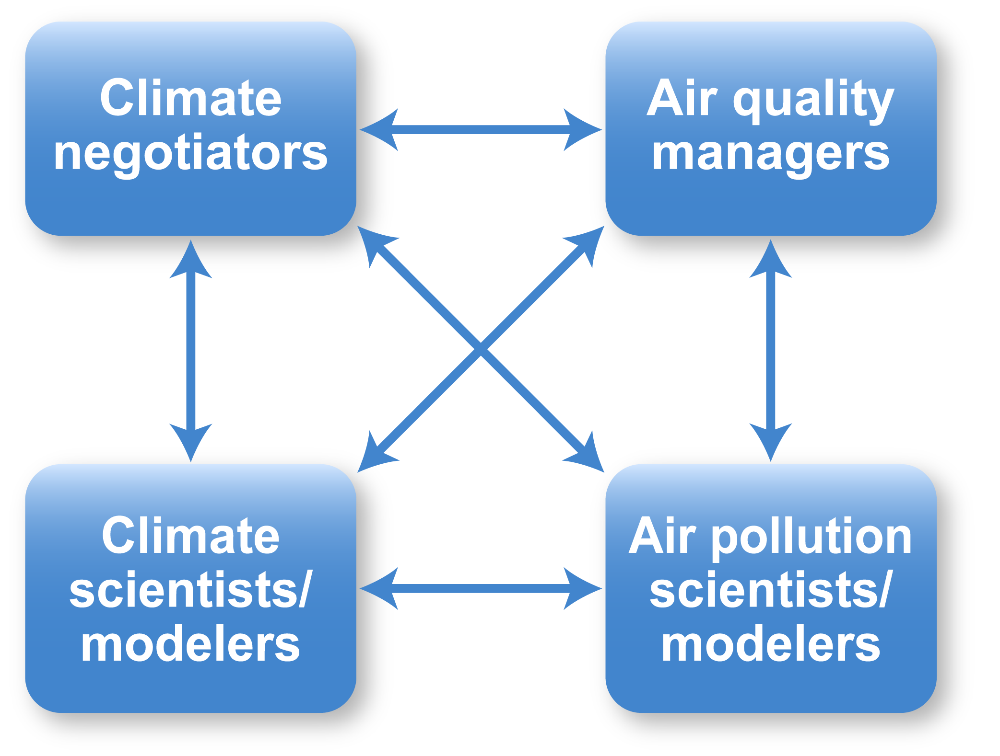 Climate
negotiators
Air quality
managers
Climate
scientists/
modelers
Air pollution
scientists/
modelers